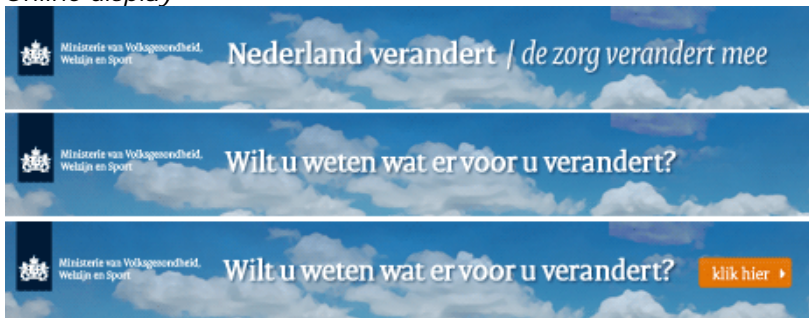 Online display
Ministerie van Volksgezondheid,
Welzijn en Sport
Nederland verandert / de zorg verandert mee
Ministerie van Volksgezondheid,
Welzijn en Sport
Wilt u weten wat er voor u verandert?
Ministerie van Volksgezondheid,
Welzijn en Sport
Wilt u weten wat er voor u verandert?
klik hier